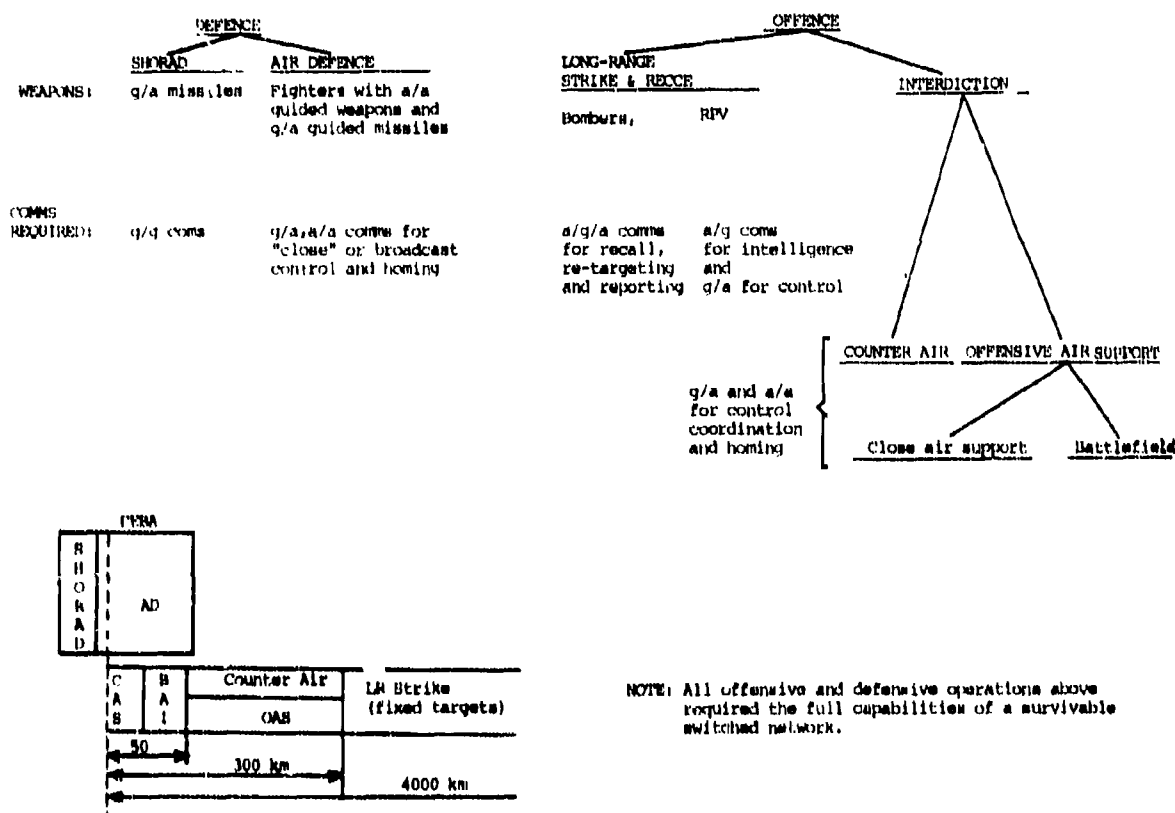 DEFENCE
OFFENCE
SHORAD
AIR DEFENCE
LONG-RANGE
STRIKE & RECCE
INTERDICTION
WEAPONS:
g/a missiles
Fighters with a/a
guided weapons and
g/a guided missiles
Bombers,
RPV
COMMS
REQUIRED:
g/g coms
g/a,a/a comms for
"close" or broadcast
control and homing
a/g/a comms
for recall,
re-targeting
and reporting
a/g coms
for intelligence
and
g/a for control
COUNTER AIR
OFFENSIVE AIR SUPPORT
g/a and a/a
for control
coordination
and homing
Close air support
Battlefield
SHORAD
AD
CAS
BAI
Counter Air
OAS
LR Strike
(fixed targets)
50
300 km
4000 km
NOTE: All offensive and defensive operations above
required the full capabilities of a survivable
switched network.